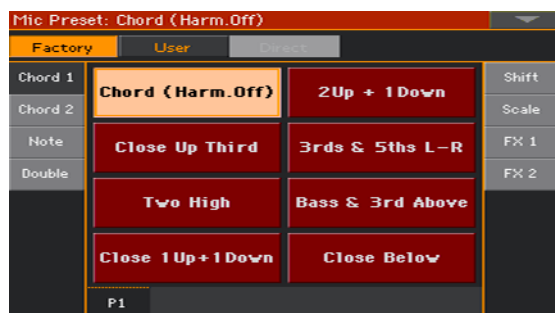 Mic Preset: Chord (Harm.Off)
Factory User Direct
Chord 1
Chord 2
Note
Double
Chord (Harm.Off) 2Up + 1Down
Close Up Third 3rds & 5ths L-R
Two High Bass & 3rd Above
Close 1Up+1Down Close Below
Shift
Scale
FX 1
FX 2
P1